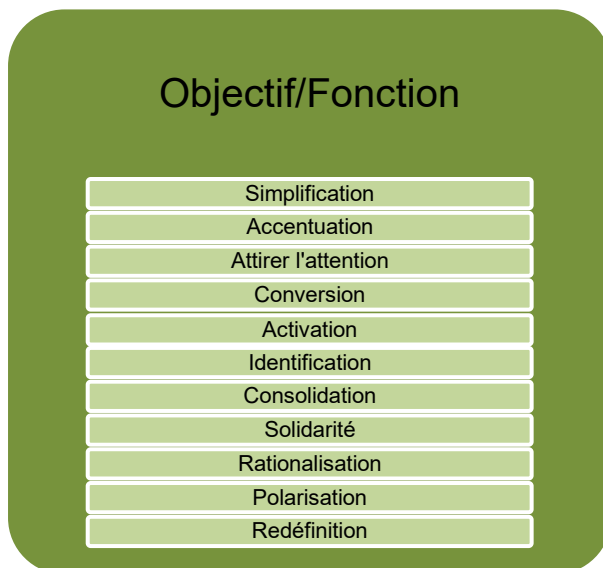 Objectif/Fonction
Simplification
Accentuation
Attirer l'attention
Conversion
Activation
Identification
Consolidation
Solidarité
Rationalisation
Polarisation
Redéfinition